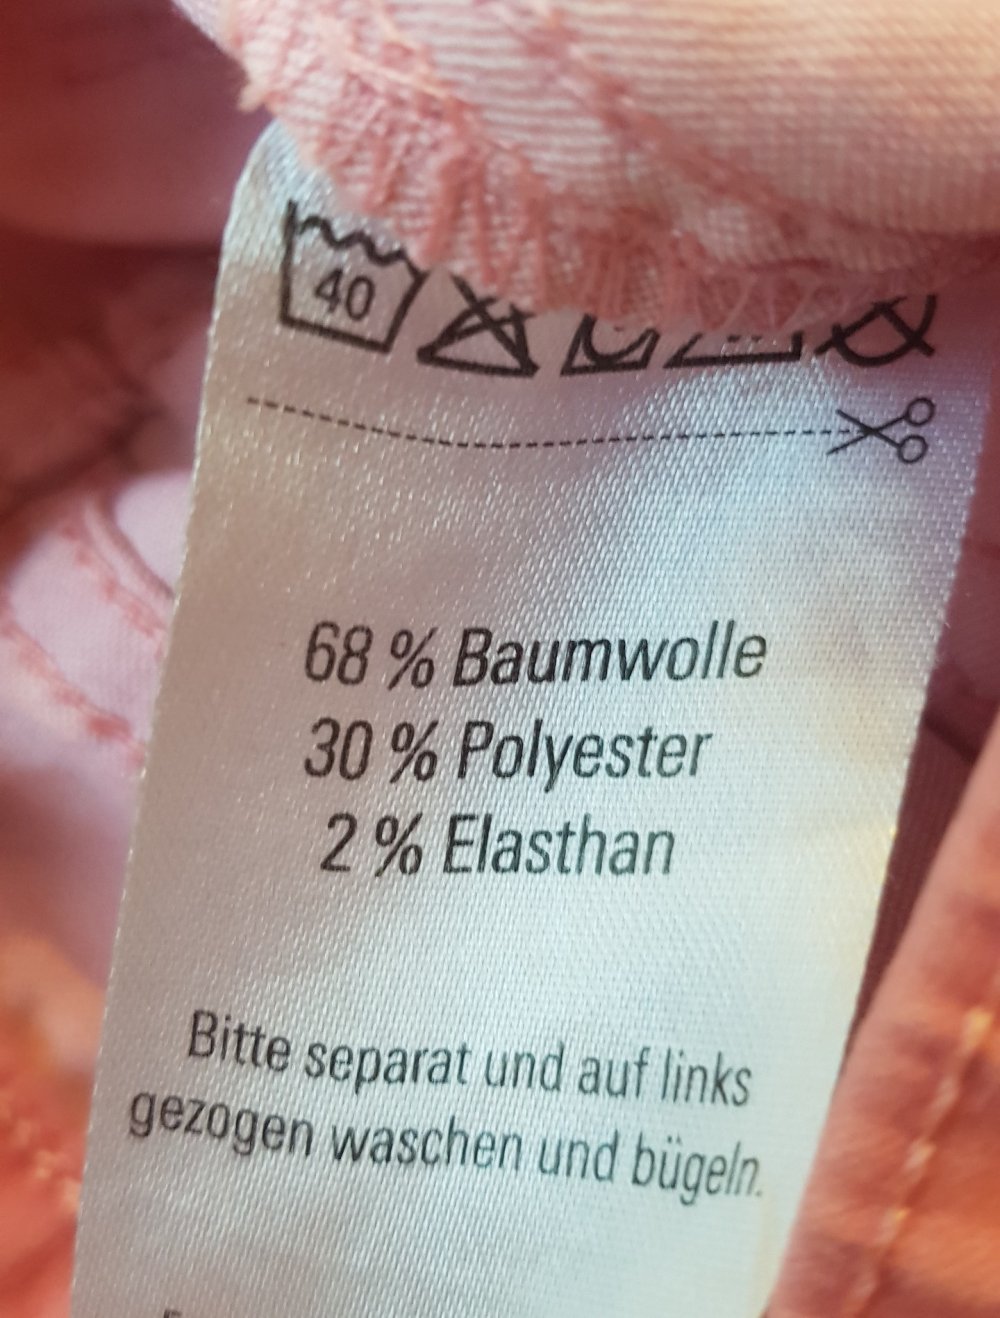 40
68 % Baumwolle
30 % Polyester
2 % Elasthan
Bitte separat und auf links
gezogen waschen und bügeln.